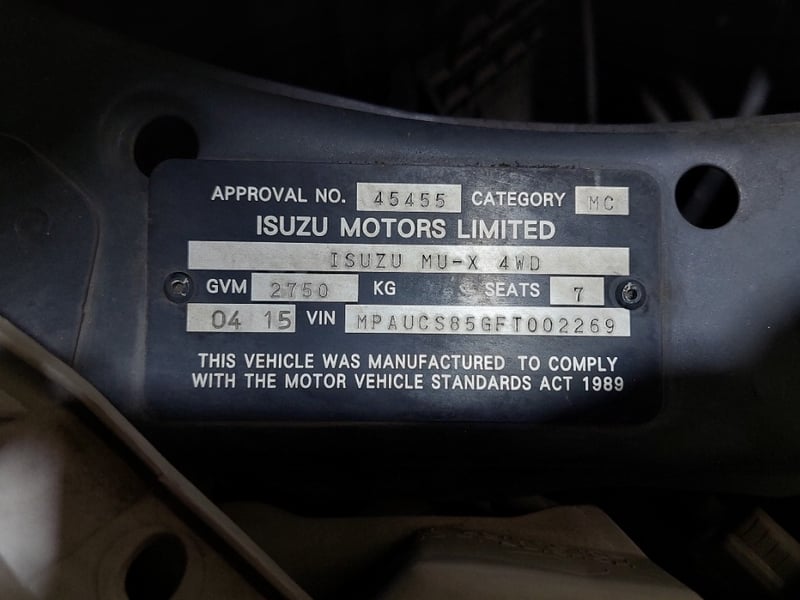 APPROVAL NO. 45455 CATEGORY MC
ISUZU MOTORS LIMITED
ISUZU MU-X 4WD
GVM 2750 KG SEATS 7
04 15 VIN MPAUCS85GFT002269
THIS VEHICLE WAS MANUFACTURED TO COMPLY
WITH THE MOTOR VEHICLE STANDARDS ACT 1989